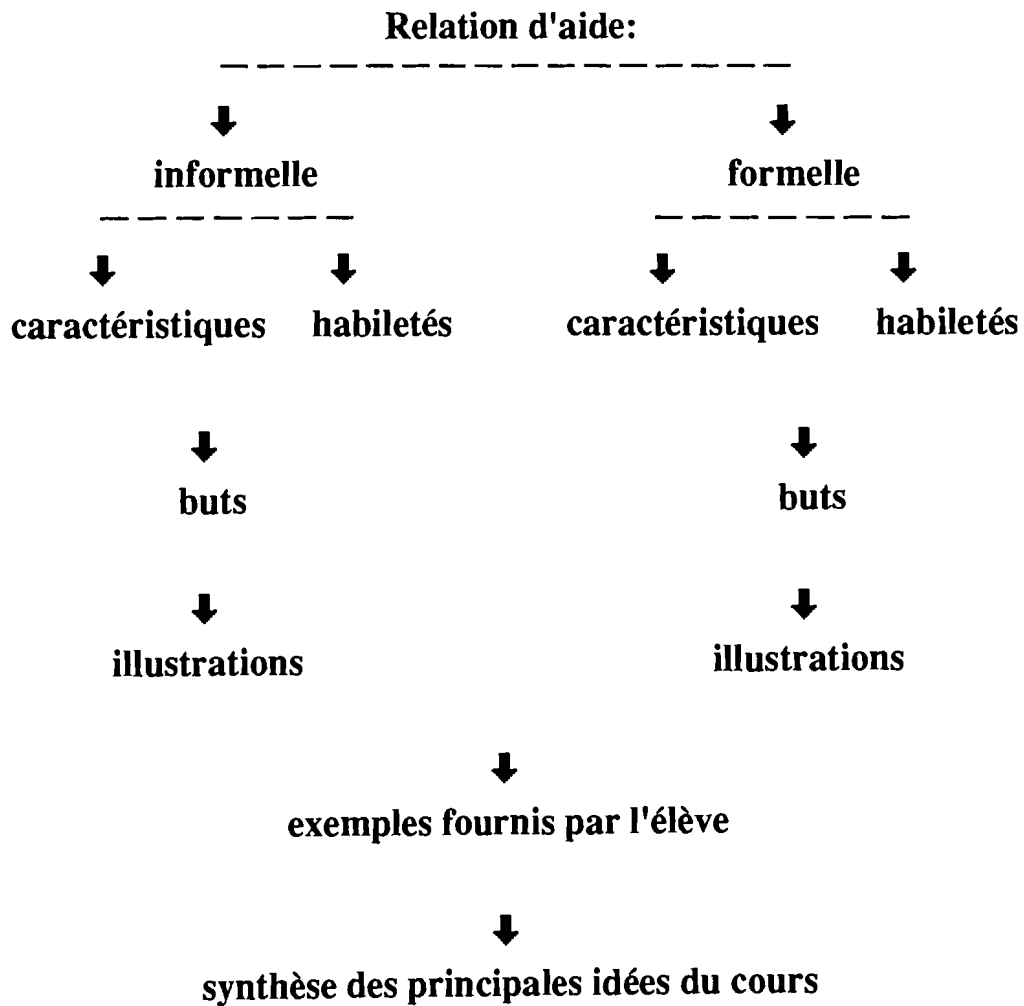 Relation d'aide:
informelle formelle
caractéristiques habiletés caractéristiques habiletés
buts buts
illustrations illustrations
exemples fournis par l'élève
synthèse des principales idées du cours